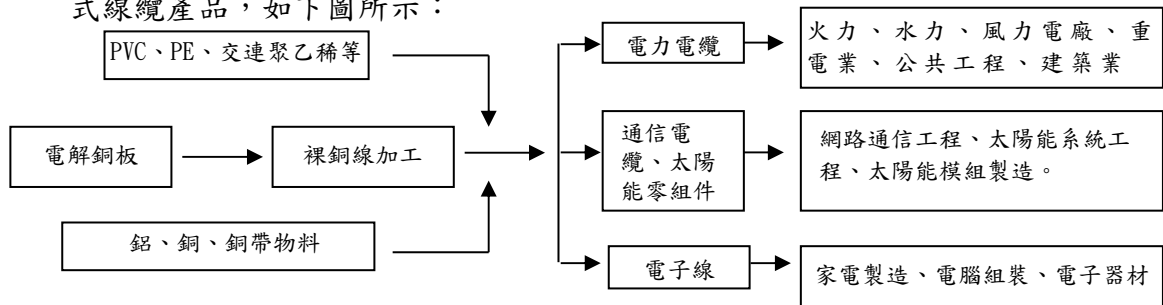 式線纜產品，如下圖所示：
PVC、PE、交連聚乙稀等
電解銅板
裸銅線加工
鋁、銅、銅帶物料
電力電纜
火力、水力、風力電廠、重
電業、公共工程、建築業
通信電
纜、太陽
能零組件
網路通信工程、太陽能系統工
程、太陽能模組製造。
電子線
家電製造、電腦組裝、電子器材